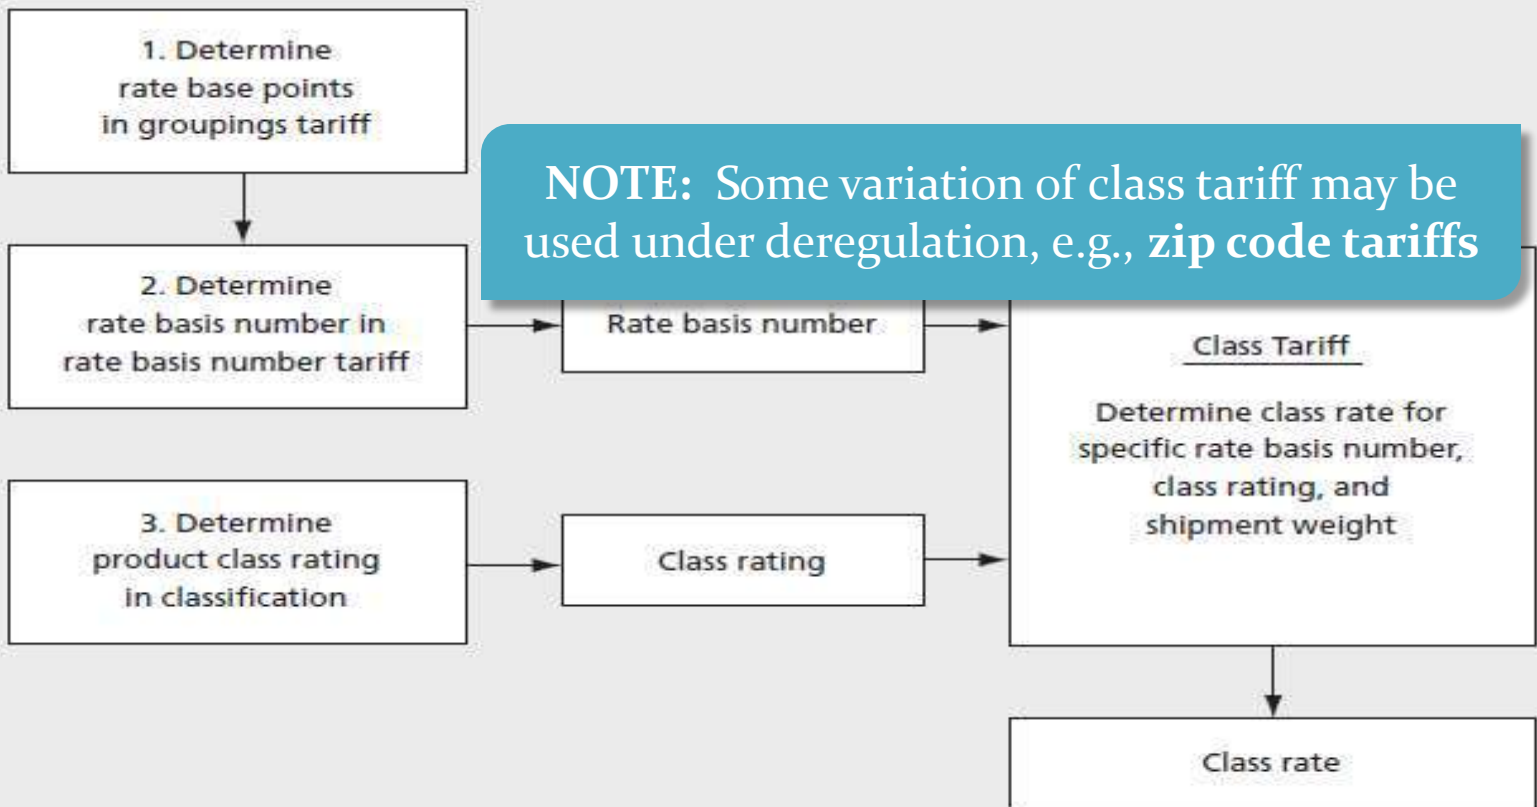 1. Determine
rate base points
in groupings tariff
NOTE: Some variation of class tariff may be
used under deregulation, e.g., zip code tariffs
2. Determine
rate basis number in
rate basis number tariff
Rate basis number
Class Tariff
Determine class rate for
specific rate basis number,
class rating, and
shipment weight
3. Determine
product class rating
in classification
Class rating
Class rate